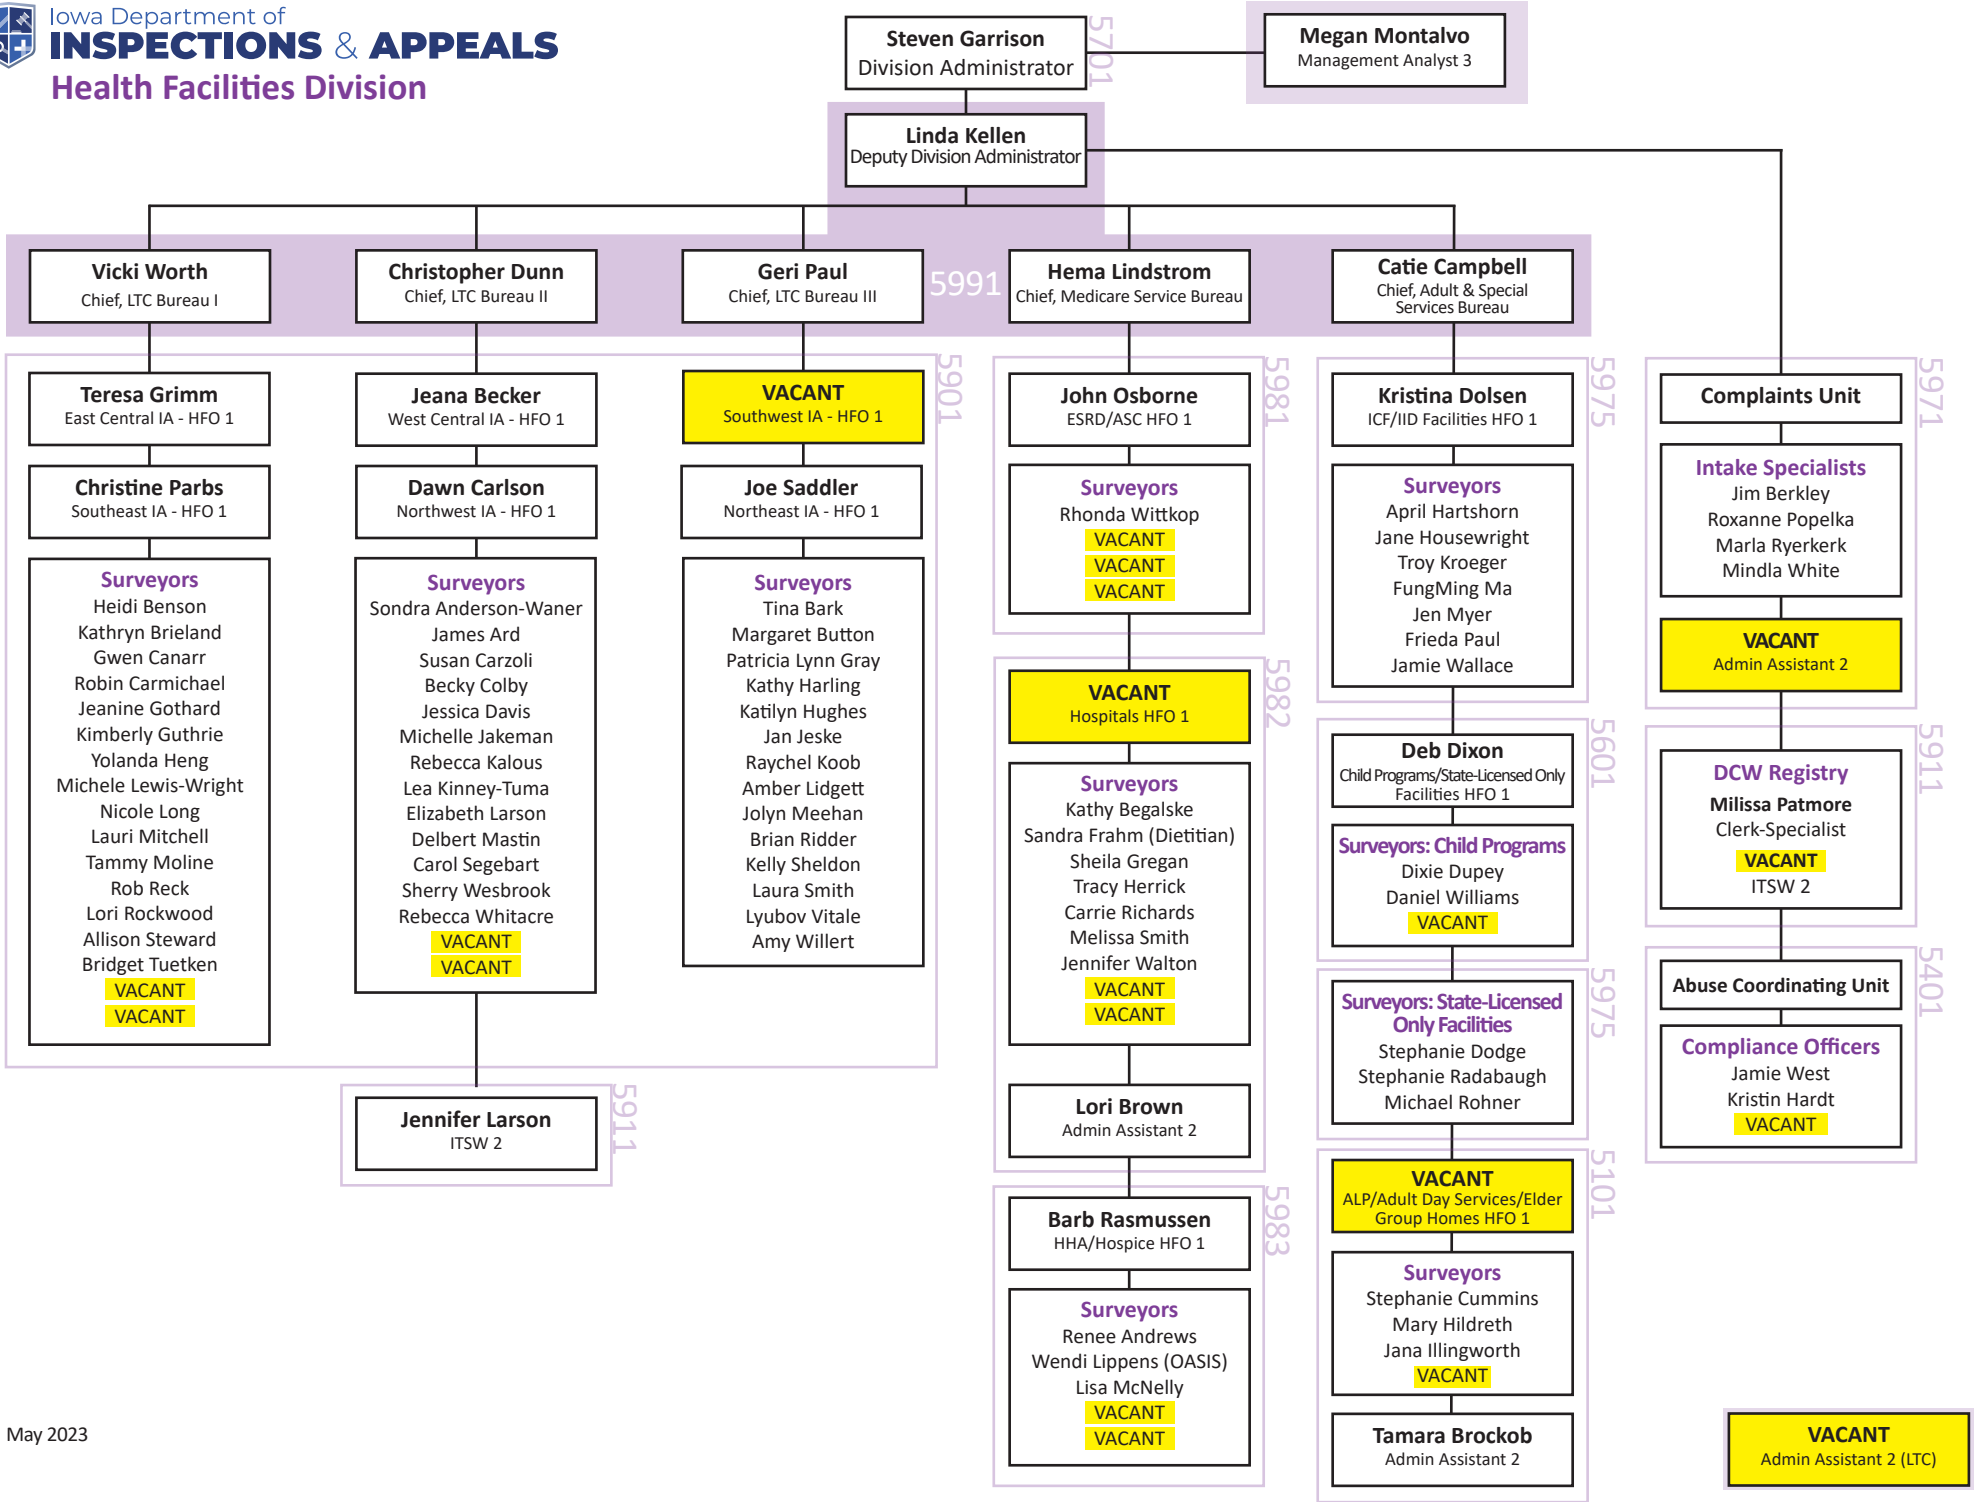 Iowa Department of
INSPECTIONS & APPEALS
Health Facilities Division
Steven Garrison
Division Administrator
5701
Megan Montalvo
Management Analyst 3
Linda Kellen
Deputy Division Administrator
Vicki Worth
Chief, LTC Bureau I
Christopher Dunn
Chief, LTC Bureau II
Geri Paul
Chief, LTC Bureau III
5991
Hema Lindstrom
Chief, Medicare Service Bureau
Catie Campbell
Chief, Adult & Special
Services Bureau
Teresa Grimm
East Central IA - HFO 1
Christine Parbs
Southeast IA - HFO 1
Surveyors
Heidi Benson
Kathryn Brieland
Gwen Canarr
Robin Carmichael
Jeanine Gothard
Kimberly Guthrie
Yolanda Heng
Michele Lewis-Wright
Nicole Long
Lauri Mitchell
Tammy Moline
Rob Reck
Lori Rockwood
Allison Steward
Bridget Tuetken
VACANT
VACANT
Jeana Becker
West Central IA - HFO 1
Dawn Carlson
Northwest IA - HFO 1
Surveyors
Sondra Anderson-Waner
James Ard
Susan Carzoli
Becky Colby
Jessica Davis
Michelle Jakeman
Rebecca Kalous
Lea Kinney-Tuma
Elizabeth Larson
Delbert Mastin
Carol Segebart
Sherry Wesbrook
Rebecca Whitacre
VACANT
VACANT
Jennifer Larson
ITSW 2
5911
VACANT
Southwest IA - HFO 1
Joe Saddler
Northeast IA - HFO 1
Surveyors
Tina Bark
Margaret Button
Patricia Lynn Gray
Kathy Harling
Katilyn Hughes
Jan Jeske
Raychel Koob
Amber Lidgett
Jolyn Meehan
Brian Ridder
Kelly Sheldon
Laura Smith
Lyubov Vitale
Amy Willert
5901
John Osborne
ESRD/ASC HFO 1
Surveyors
Rhonda Wittkop
VACANT
VACANT
VACANT
5981
VACANT
Hospitals HFO 1
Surveyors
Kathy Begalske
Sandra Frahm (Dietitian)
Sheila Gregan
Tracy Herrick
Carrie Richards
Melissa Smith
Jennifer Walton
VACANT
VACANT
Lori Brown
Admin Assistant 2
5982
Barb Rasmussen
HHA/Hospice HFO 1
Surveyors
Renee Andrews
Wendi Lippens (OASIS)
Lisa McNelly
VACANT
VACANT
5983
Kristina Dolsen
ICF/IID Facilities HFO 1
Surveyors
April Hartshorn
Jane Housewright
Troy Kroeger
FungMing Ma
Jen Myer
Frieda Paul
Jamie Wallace
5975
Deb Dixon
Child Programs/State-Licensed Only
Facilities HFO 1
Surveyors: Child Programs
Dixie Dupey
Daniel Williams
VACANT
5601
Surveyors: State-Licensed
Only Facilities
Stephanie Dodge
Stephanie Radabaugh
Michael Rohner
5975
VACANT
ALP/Adult Day Services/Elder
Group Homes HFO 1
Surveyors
Stephanie Cummins
Mary Hildreth
Jana Illingworth
VACANT
Tamara Brockob
Admin Assistant 2
5101
Complaints Unit
Intake Specialists
Jim Berkley
Roxanne Popelka
Marla Ryerkerk
Mindla White
VACANT
Admin Assistant 2
5971
DCW Registry
Milissa Patmore
Clerk-Specialist
VACANT
ITSW 2
5911
Abuse Coordinating Unit
Compliance Officers
Jamie West
Kristin Hardt
VACANT
5401
May 2023
VACANT
Admin Assistant 2 (LTC)